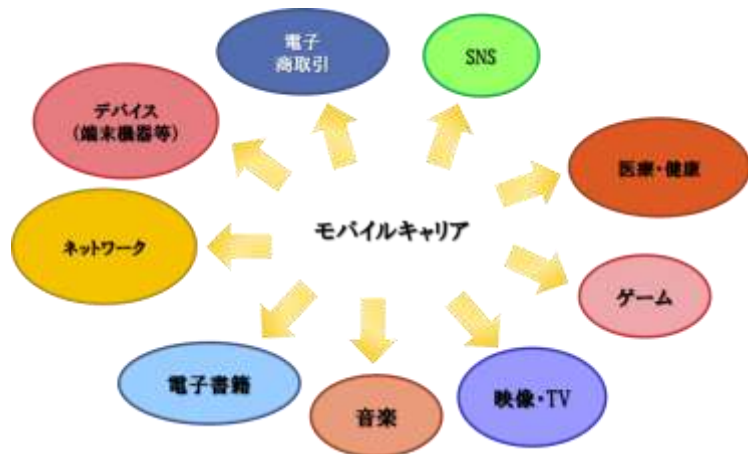 電子
商取引
SNS
デバイス
(端末機器等)
医療・健康
モバイルキャリア
ネットワーク
ゲーム
電子書籍
音楽
映像・TV